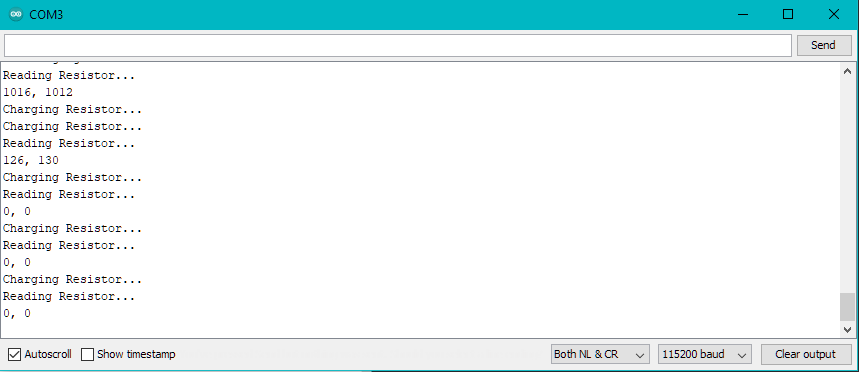 COM3
Send
Reading Resistor...
1016, 1012
Charging Resistor...
Charging Resistor...
Reading Resistor...
126, 130
Charging Resistor...
Reading Resistor...
0, 0
Charging Resistor...
Reading Resistor...
0, 0
Charging Resistor...
Reading Resistor...
0, 0
Autoscroll Show timestamp Both NL & CR 115200 baud Clear output